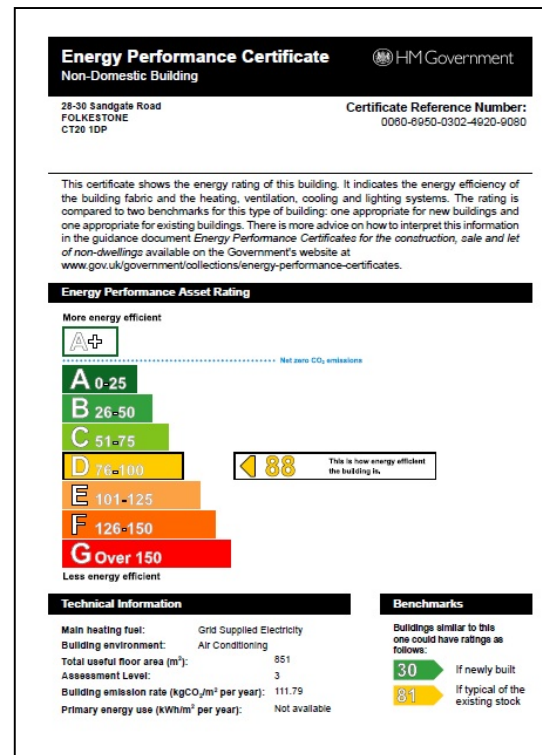 Energy Performance Certificate
HM Government
Non-Domestic Building
28-30 Sandgate Road
FOLKESTONE
CT20 1DP
Certificate Reference Number:
0060-6950-0302-4920-9080
This certificate shows the energy rating of this building. It indicates the energy efficiency of
the building fabric and the heating, ventilation, cooling and lighting systems. The rating is
compared to two benchmarks for this type of building: one appropriate for new buildings and
one appropriate for existing buildings. There is more advice on how to interpret this information
in the guidance document Energy Performance Certificates for the construction, sale and let
of non-dwellings available on the Government's website at
www.gov.uk/government/collections/energy-performance-certificates.
Energy Performance Asset Rating
More energy efficient
A+
Net zero CO₂ emissions
A 0-25
B 26-50
C 51-75
D 76-100
88
This is how energy efficient
the building is.
E 101-125
F 126-150
G Over 150
Less energy efficient
Technical Information
Main heating fuel: Grid Supplied Electricity
Building environment: Air Conditioning
Total useful floor area (m²): 851
Assessment Level: 3
Building emission rate (kgCO₂/m² per year): 111.79
Primary energy use (kWh/m² per year): Not available
Benchmarks
Buildings similar to this
one could have ratings as
follows:
30 If newly built
81 If typical of the
existing stock